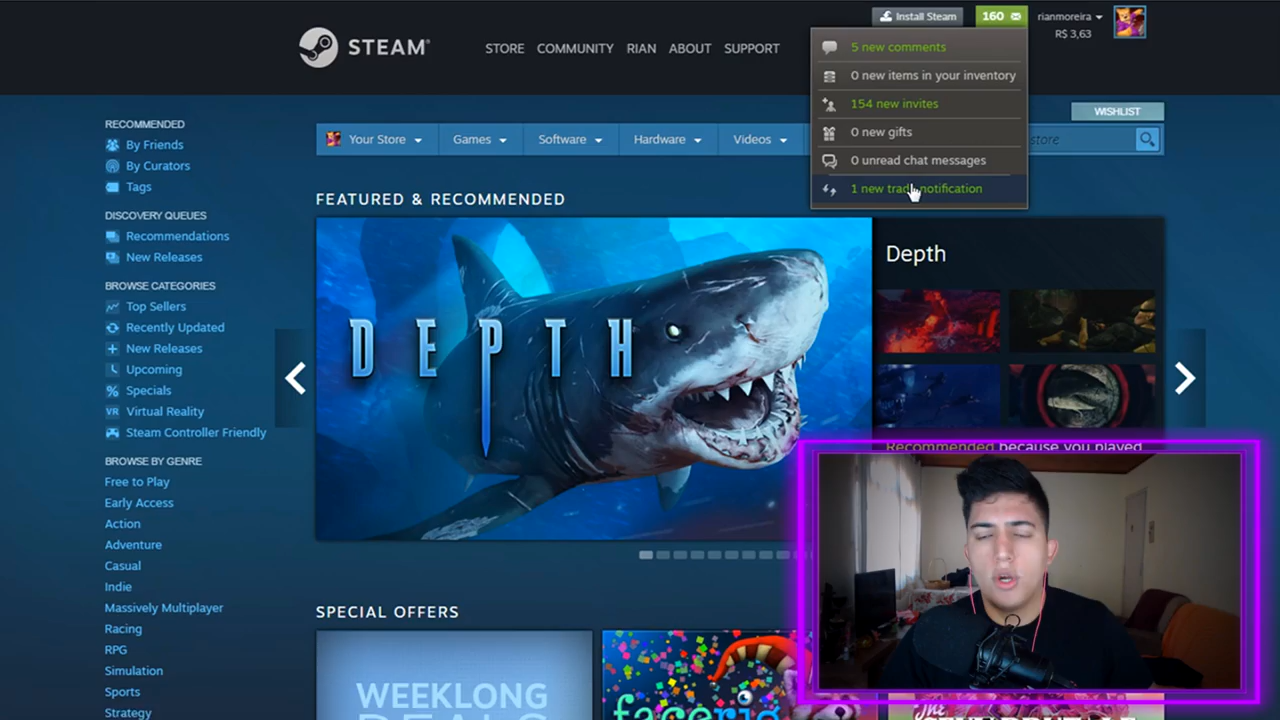 Install Steam
160
rianmoreira
R$ 3,63
STEAM®
STORE COMMUNITY RIAN ABOUT SUPPORT
5 new comments
0 new items in your inventory
154 new invites
0 new gifts
0 unread chat messages
1 new trade notification
WISHLIST
Your Store Games Software Hardware Videos
store
RECOMMENDED
By Friends
By Curators
Tags
DISCOVERY QUEUES
Recommendations
New Releases
BROWSE CATEGORIES
Top Sellers
Recently Updated
New Releases
Upcoming
Specials
VR Virtual Reality
Steam Controller Friendly
BROWSE BY GENRE
Free to Play
Early Access
Action
Adventure
Casual
Indie
Massively Multiplayer
Racing
RPG
Simulation
Sports
Strategy
FEATURED & RECOMMENDED
DEPTH
Depth
Recommended because you played
SPECIAL OFFERS
WEEKLONG
DEALS
facerig
The